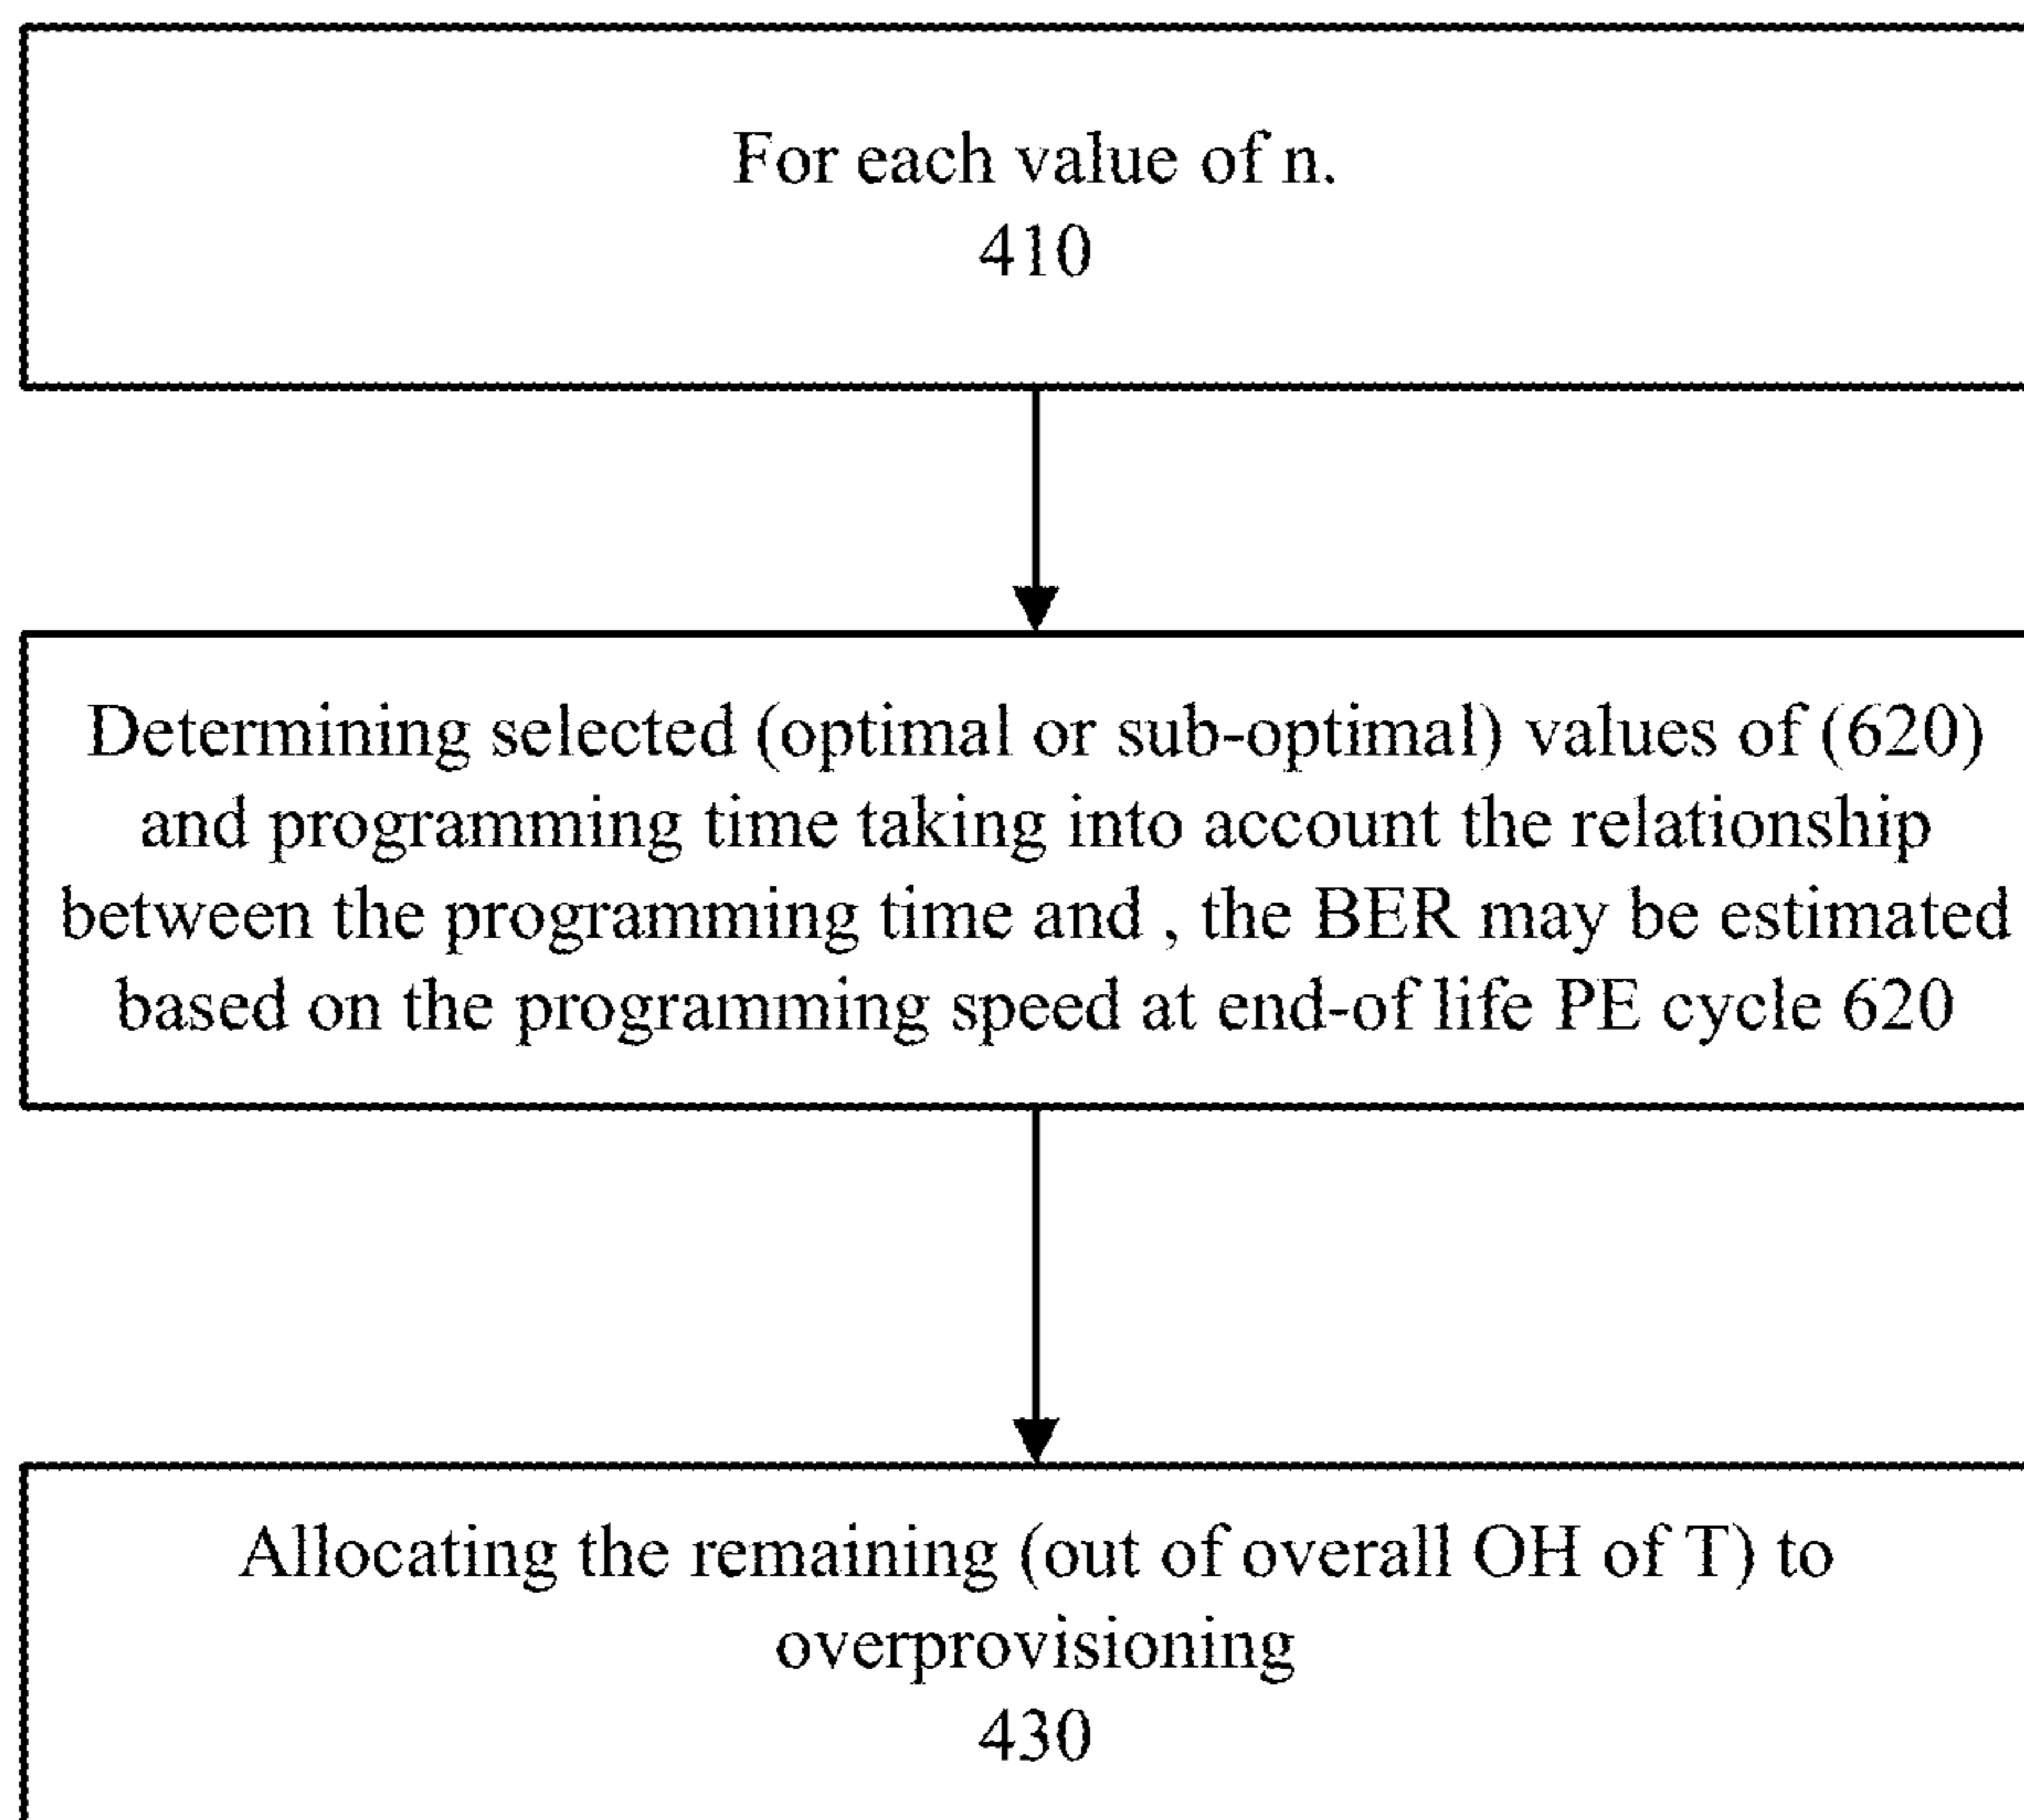 For each value of n.
410
Determining selected (optimal or sub-optimal) values of (620)
and programming time taking into account the relationship
between the programming time and , the BER may be estimated
based on the programming speed at end-of life PE cycle 620
Allocating the remaining (out of overall OH of T) to
overprovisioning
430